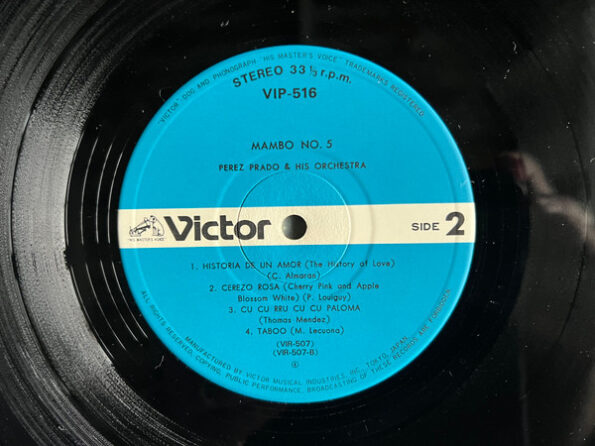 VICTOR "DOG AND PHONOGRAPH "HIS MASTER'S VOICE" TRADEMARKS REGISTERED.
STEREO 33 1/3 r.p.m.
VIP-516
MAMBO NO. 5
PEREZ PRADO & HIS ORCHESTRA
"HIS MASTER'S VOICE"
Victor
SIDE 2
1. HISTORIA DE UN AMOR (The History of Love)
(C. Almaran)
2. CEREZO ROSA (Cherry Pink and Apple
Blossom White) (P. Louiguy)
3. CU CU RRU CU CU PALOMA
(Thomas Mendez)
4. TABOO (M. Lecuona)
(VIR-507)
(VIR-507-B)
MANUFACTURED BY VICTOR MUSICAL INDUSTRIES, INC., TOKYO, JAPAN.
ALL RIGHTS RESERVED, COPYING, PUBLIC PERFORMANCE, BROADCASTING OF THESE RECORDS ARE FORBIDDEN.